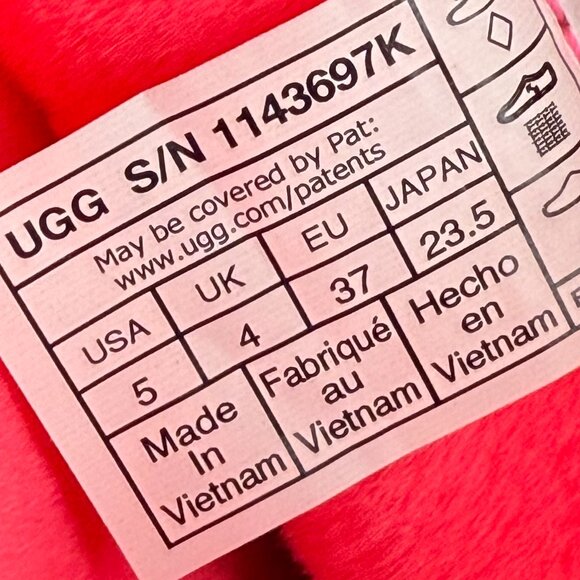 UGG S/N 1143697K
May be covered by Pat:
www.ugg.com/patents
USA UK EU JAPAN
5 4 37 23.5
Made In Vietnam
Fabriqué au Vietnam
Hecho en Vietnam